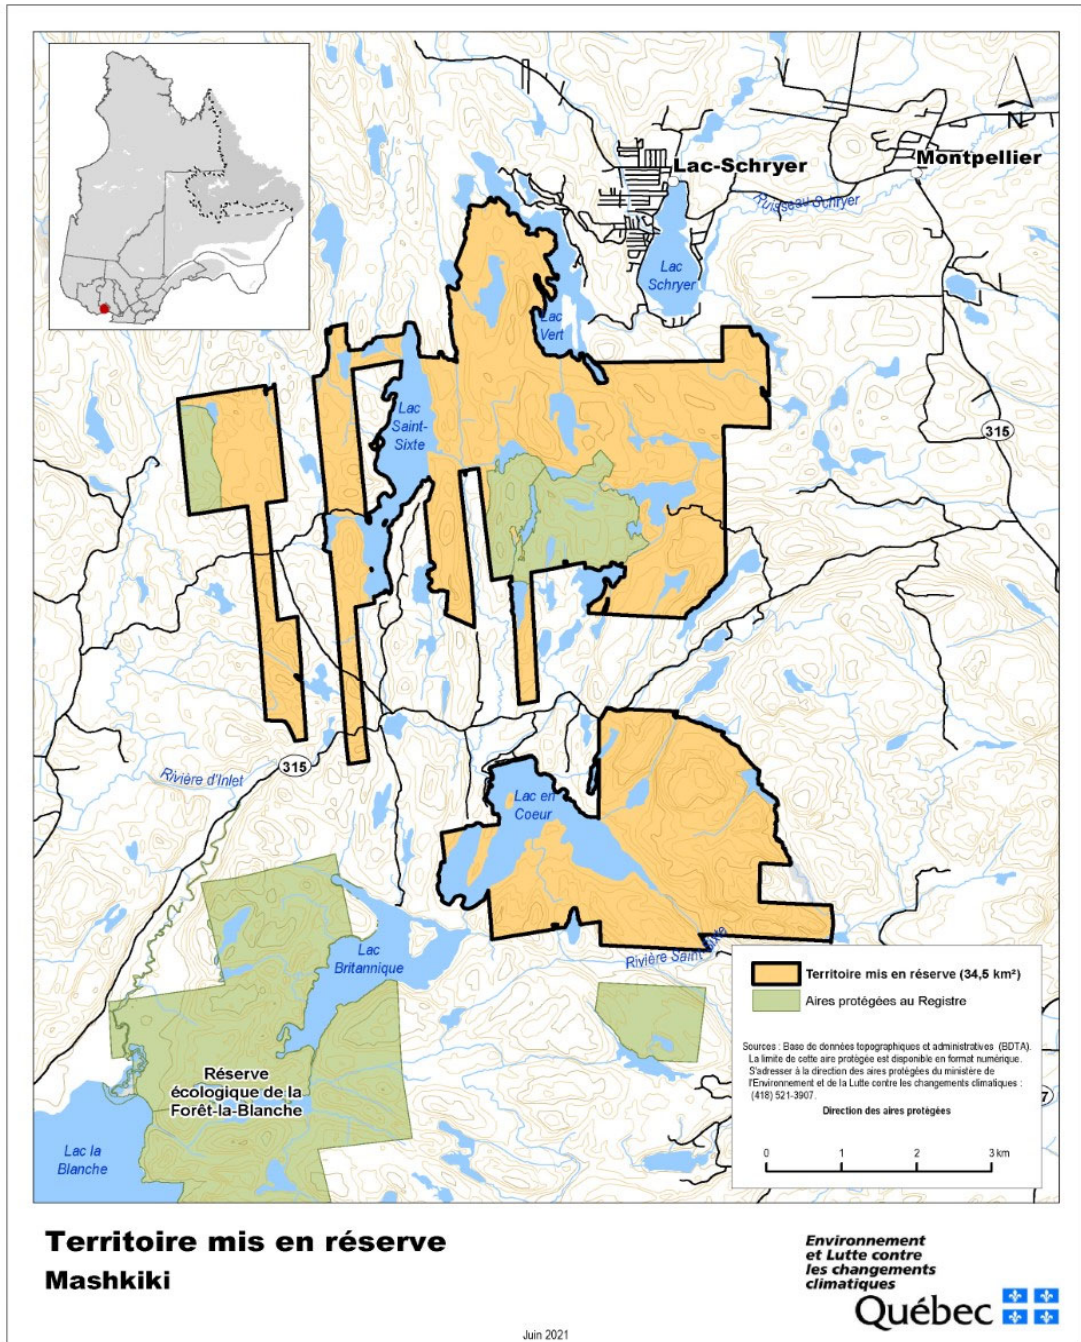 N
Lac-Schryer
Montpellier
Ruisseau Schryer
Lac
Schryer
Lac
Vert
Lac
Saint-
Sixte
315
315
Rivière d'Inlet
Lac en
Coeur
Rivière Saint-Sixte
Lac
Britannique
Réserve
écologique de la
Forêt-la-Blanche
Lac la
Blanche
7
Territoire mis en réserve (34,5 km²)
Aires protégées au Registre
Sources : Base de données topographiques et administratives (BDTA).
La limite de cette aire protégée est disponible en format numérique.
S'adresser à la direction des aires protégées du ministère de
l'Environnement et de la Lutte contre les changements climatiques :
(418) 521-3907.
Direction des aires protégées
0 1 2 3 km
Territoire mis en réserve
Mashkiki
Environnement
et Lutte contre
les changements
climatiques
Québec
Juin 2021